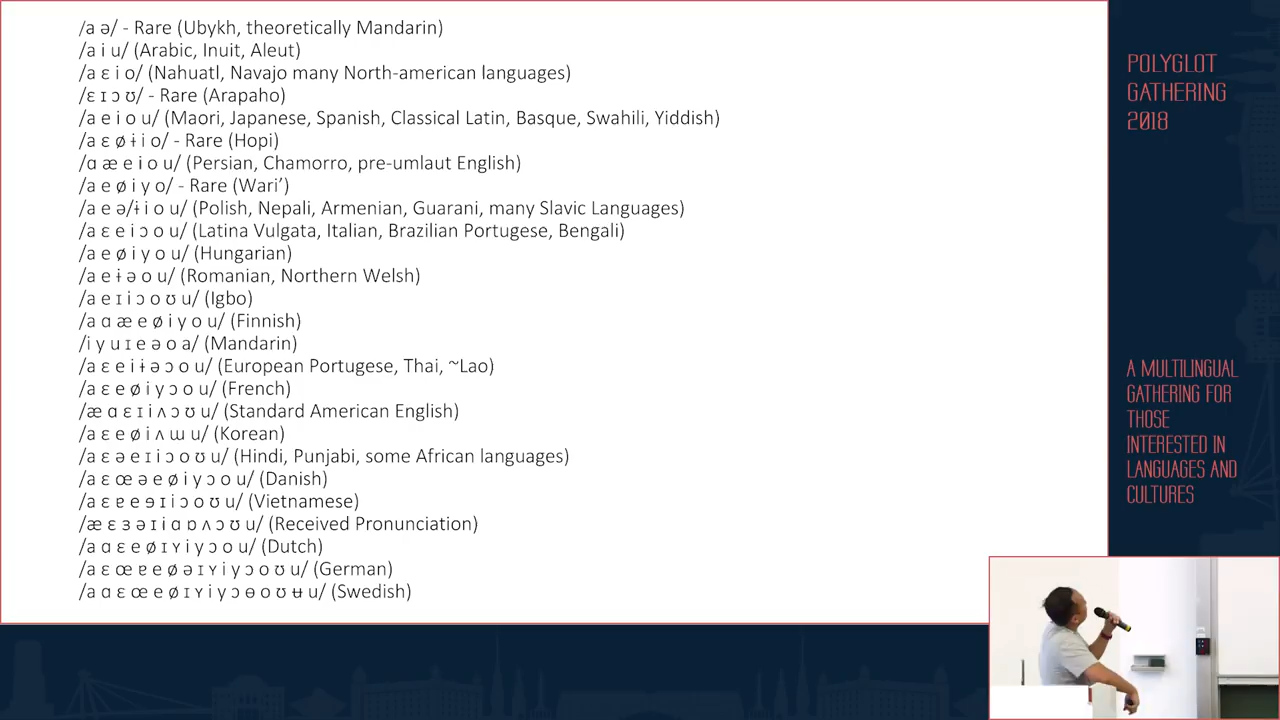 /a ə/ - Rare (Ubykh, theoretically Mandarin)
/a i u/ (Arabic, Inuit, Aleut)
/a ɛ i o/ (Nahuatl, Navajo many North-american languages)
/ɛ ɪ ɔ ʊ/ - Rare (Arapaho)
/a e i o u/ (Maori, Japanese, Spanish, Classical Latin, Basque, Swahili, Yiddish)
/a ɛ ø ɨ i o/ - Rare (Hopi)
/ɑ æ e i o u/ (Persian, Chamorro, pre-umlaut English)
/a e ø i y o/ - Rare (Wari’)
/a e ə/ɨ i o u/ (Polish, Nepali, Armenian, Guarani, many Slavic Languages)
/a ɛ e i ɔ o u/ (Latina Vulgata, Italian, Brazilian Portugese, Bengali)
/a e ø i y o u/ (Hungarian)
/a e i ɨ ə o u/ (Romanian, Northern Welsh)
/a e ɪ i ɔ o ʊ u/ (Igbo)
/a ɑ æ e ø i y o u/ (Finnish)
/i y u ɪ e ə o a/ (Mandarin)
/a ɛ e i ɨ ə ɔ o u/ (European Portugese, Thai, ~Lao)
/a ɛ e ø i y ɔ o u/ (French)
/æ ɑ ɛ ɪ i ʌ ɔ ʊ u/ (Standard American English)
/a ɛ e ø i ʌ ɯ u/ (Korean)
/a ɛ ə e ɪ i ɔ o ʊ u/ (Hindi, Punjabi, some African languages)
/a ɛ œ ə e ø i y ɔ o u/ (Danish)
/a ɛ ɐ e ɘ ɪ i ɔ o ʊ u/ (Vietnamese)
/æ ɛ ɜ ə ɪ i ɑ ɒ ʌ ɔ ʊ u/ (Received Pronunciation)
/a ɑ ɛ e ø ɪ ʏ i y ɔ o u/ (Dutch)
/a ɛ œ ɐ e ø ə ɪ ʏ i y ɔ o ʊ u/ (German)
/a ɑ ɛ œ e ø ɪ ʏ i y ɔ ɵ o ʊ ʉ u/ (Swedish)
POLYGLOT
GATHERING
2018
A MULTILINGUAL
GATHERING FOR
THOSE
INTERESTED IN
LANGUAGES AND
CULTURES